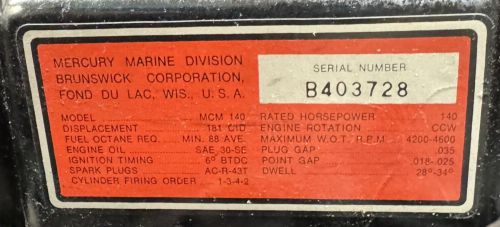 MERCURY MARINE DIVISION
BRUNSWICK CORPORATION,
FOND DU LAC, WIS., U. S. A.
SERIAL NUMBER
B403728
MODEL MCM 140 RATED HORSEPOWER 140
DISPLACEMENT 181 CID ENGINE ROTATION CCW
FUEL OCTANE REQ. MIN. 88 AVE. MAXIMUM W.O.T. R.P.M. 4200-4600
ENGINE OIL SAE 30-SE PLUG GAP .035
IGNITION TIMING 6° BTDC POINT GAP .018-.025
SPARK PLUGS AC-R-43T DWELL 28°-34°
CYLINDER FIRING ORDER 1-3-4-2